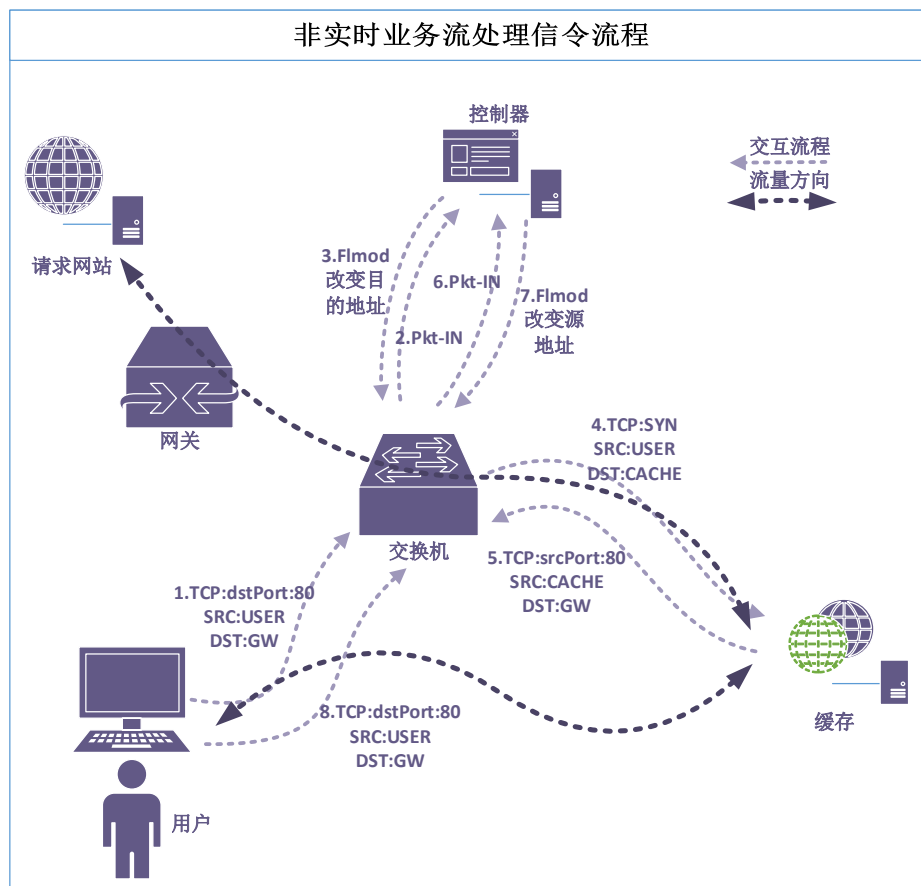 非实时业务流处理信令流程
控制器
交互流程
流量方向
请求网站
3.Flmod
改变目
的地址
6.Pkt-IN
7.Flmod
改变源
地址
2.Pkt-IN
网关
4.TCP:SYN
SRC:USER
DST:CACHE
交换机
5.TCP:srcPort:80
SRC:CACHE
DST:GW
1.TCP:dstPort:80
SRC:USER
DST:GW
8.TCP:dstPort:80
SRC:USER
DST:GW
缓存
用户